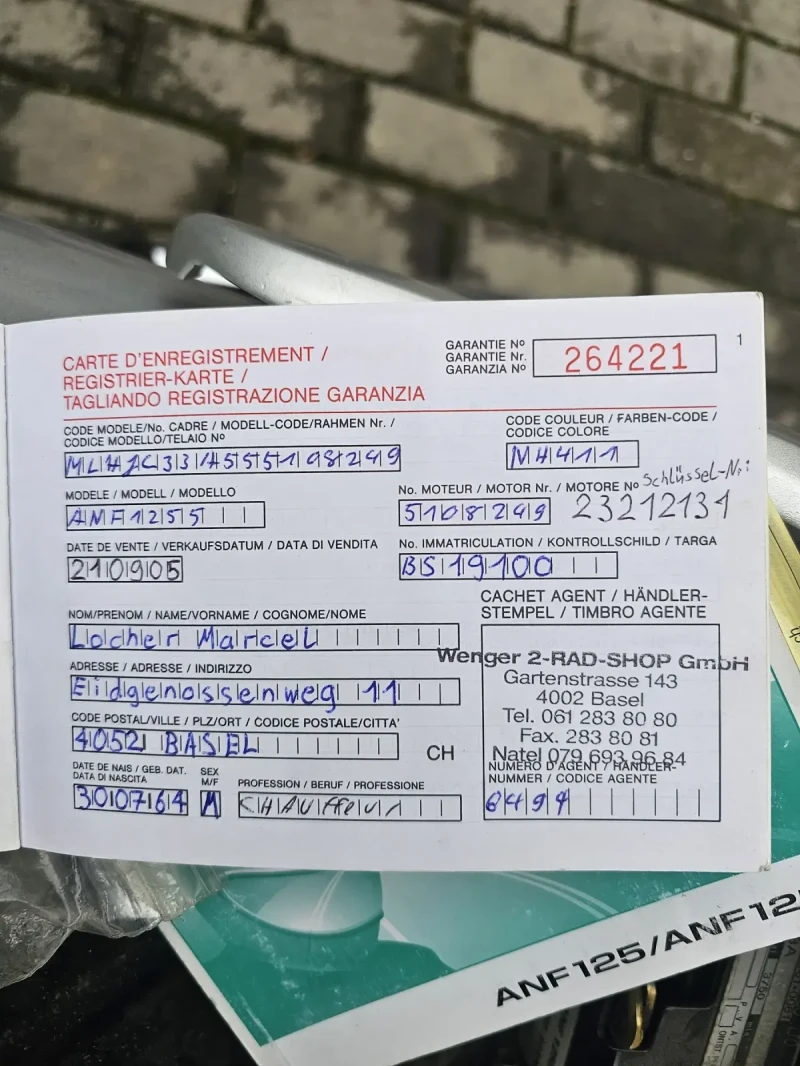 CARTE D'ENREGISTREMENT /
REGISTRIER-KARTE /
TAGLIANDO REGISTRAZIONE GARANZIA
GARANTIE Nº
GARANTIE Nr.
GARANZIA Nº
264221
1
CODE MODELE/No. CADRE / MODELL-CODE/RAHMEN Nr. /
CODICE MODELLO/TELAIO Nº
CODE COULEUR / FARBEN-CODE /
CODICE COLORE
MH411
MODELE / MODELL / MODELLO
ANF1255
No. MOTEUR / MOTOR Nr. / MOTORE Nº
Schlüssel-Nr:
5108249
23212131
DATE DE VENTE / VERKAUFSDATUM / DATA DI VENDITA
210905
No. IMMATRICULATION / KONTROLLSCHILD / TARGA
BS19100
NOM/PRENOM / NAME/VORNAME / COGNOME/NOME
Locher Marcel
ADRESSE / ADRESSE / INDIRIZZO
Eidgenossenweg 11
CODE POSTAL/VILLE / PLZ/ORT / CODICE POSTALE/CITTA'
4052 BASEL
CH
DATE DE NAIS / GEB. DAT.
DATA DI NASCITA
300764
SEX
M/F
M
PROFESSION / BERUF / PROFESSIONE
CHAUffeur
CACHET AGENT / HÄNDLER-
STEMPEL / TIMBRO AGENTE
Wenger 2-RAD-SHOP GmbH
Gartenstrasse 143
4002 Basel
Tel. 061 283 80 80
Fax. 283 80 81
Natel 079 693 96 84
NUMERO D'AGENT / HÄNDLER-
NUMMER / CODICE AGENTE
6494
ANF125/ANF125